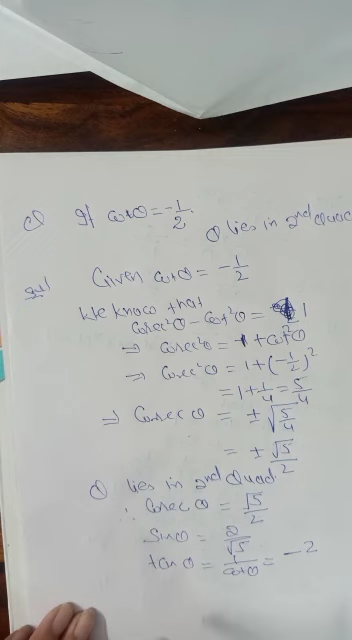 Q If cotθ = -1/2.
θ lies in 2nd Quad
Sol Given cotθ = -1/2
We know that
cosec²θ - cot²θ = 1
⇒ cosec²θ = 1 + cot²θ
⇒ cosec²θ = 1 + (-1/2)²
= 1 + 1/4 = 5/4
⇒ Cosec θ = ± √5/4
= ± √5/2
θ lies in 2nd Quad
∴ Cosec θ = √5/2
Sinθ = 2/√5
tanθ = 1/cotθ = -2